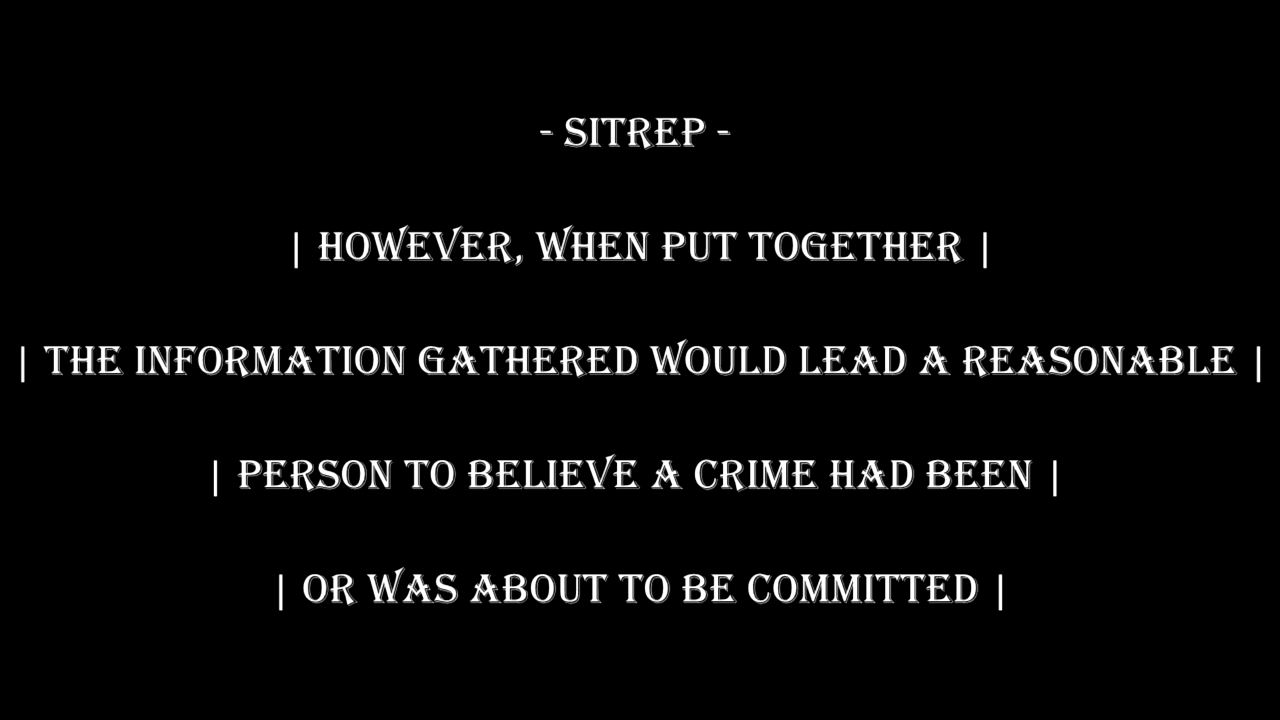 - SITREP -
| HOWEVER, WHEN PUT TOGETHER |
| THE INFORMATION GATHERED WOULD LEAD A REASONABLE |
| PERSON TO BELIEVE A CRIME HAD BEEN |
| OR WAS ABOUT TO BE COMMITTED |